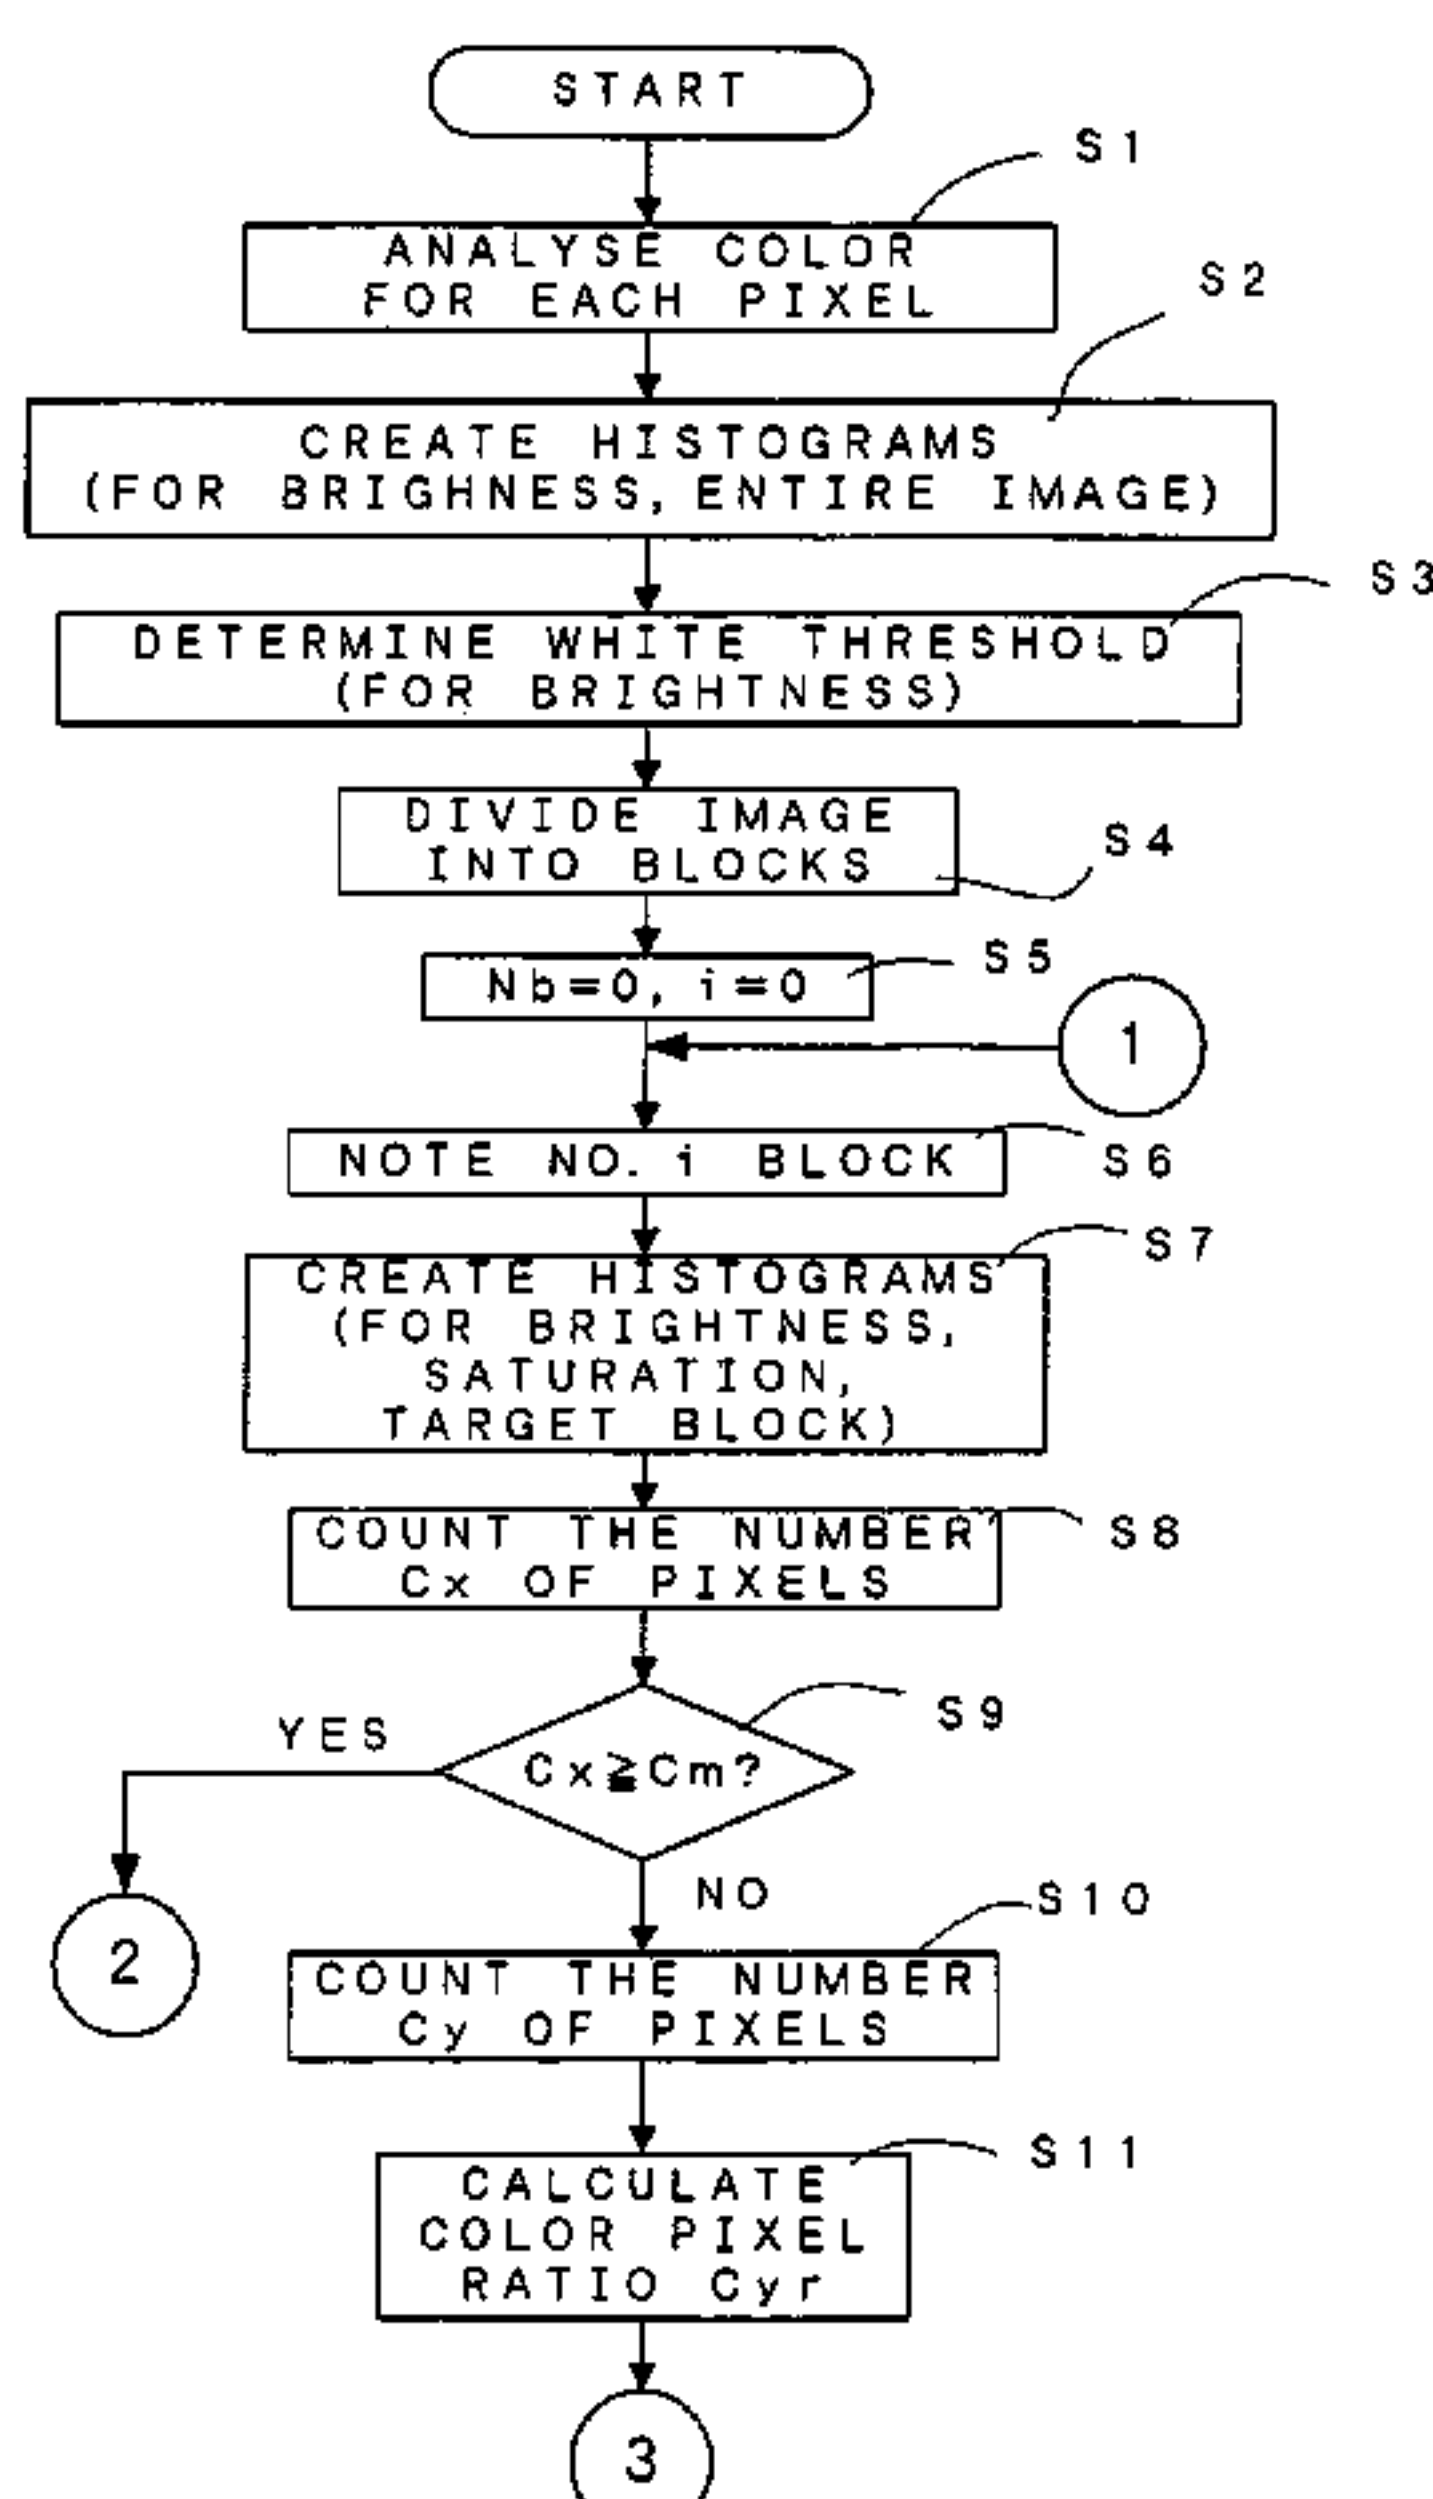 START
S1
ANALYSE COLOR
FOR EACH PIXEL
S2
CREATE HISTOGRAMS
(FOR BRIGHNESS, ENTIRE IMAGE)
S3
DETERMINE WHITE THRESHOLD
(FOR BRIGHTNESS)
DIVIDE IMAGE
INTO BLOCKS
S4
Nb=0, i=0
S5
1
NOTE NO. i BLOCK
S6
S7
CREATE HISTOGRAMS
(FOR BRIGHTNESS,
SATURATION,
TARGET BLOCK)
COUNT THE NUMBER
Cx OF PIXELS
S8
S9
YES
Cx≧Cm?
NO
S10
2
COUNT THE NUMBER
Cy OF PIXELS
S11
CALCULATE
COLOR PIXEL
RATIO Cyr
3